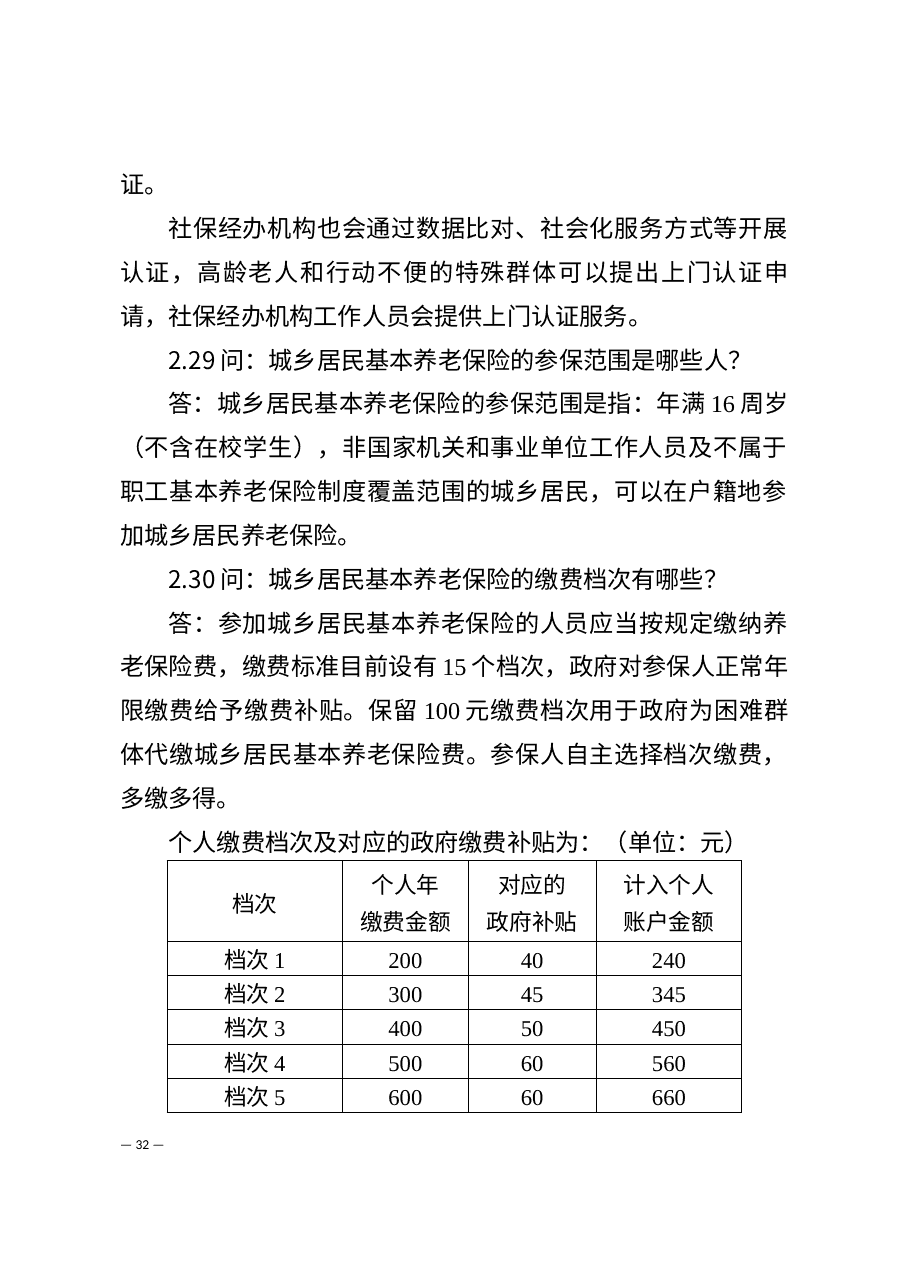 证。
社保经办机构也会通过数据比对、社会化服务方式等开展
认证，高龄老人和行动不便的特殊群体可以提出上门认证申
请，社保经办机构工作人员会提供上门认证服务。
2.29 问：城乡居民基本养老保险的参保范围是哪些人？
答：城乡居民基本养老保险的参保范围是指：年满 16 周岁
（不含在校学生），非国家机关和事业单位工作人员及不属于
职工基本养老保险制度覆盖范围的城乡居民，可以在户籍地参
加城乡居民养老保险。
2.30 问：城乡居民基本养老保险的缴费档次有哪些？
答：参加城乡居民基本养老保险的人员应当按规定缴纳养
老保险费，缴费标准目前设有 15 个档次，政府对参保人正常年
限缴费给予缴费补贴。保留 100 元缴费档次用于政府为困难群
体代缴城乡居民基本养老保险费。参保人自主选择档次缴费，
多缴多得。
个人缴费档次及对应的政府缴费补贴为：（单位：元）
档次 个人年缴费金额 对应的政府补贴 计入个人账户金额
档次 1 200 40 240
档次 2 300 45 345
档次 3 400 50 450
档次 4 500 60 560
档次 5 600 60 660
— 32 —